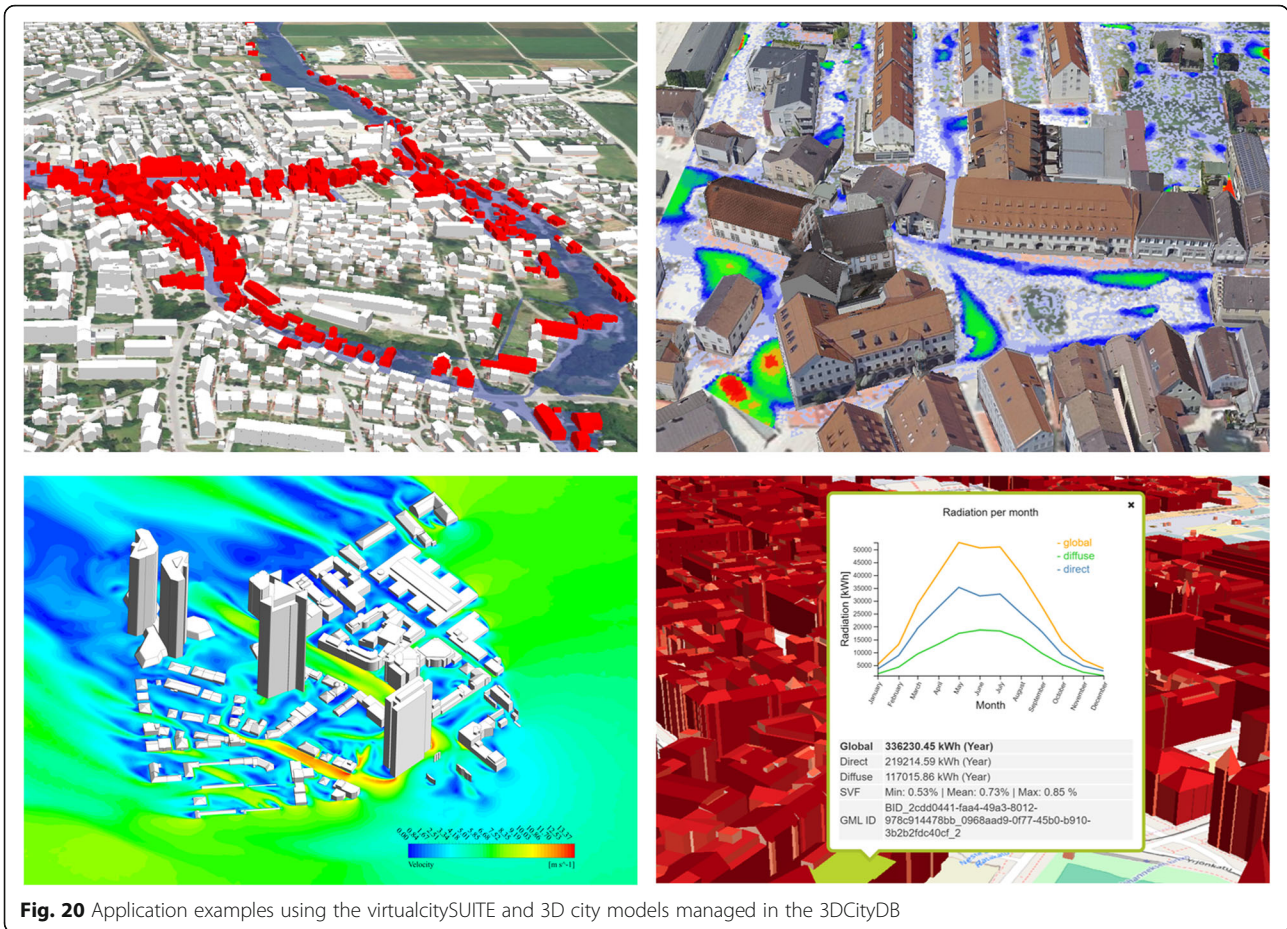 Radiation per month
×
- global
- diffuse
- direct
Radiation [kWh]
50000
45000
40000
35000
30000
25000
20000
15000
10000
5000
January
February
March
April
May
June
July
August
September
October
November
December
Month
Global 336230.45 kWh (Year)
Direct 219214.59 kWh (Year)
Diffuse 117015.86 kWh (Year)
SVF Min: 0.53% | Mean: 0.73% | Max: 0.85 %
GML ID BID_2cdd0441-faa4-49a3-8012-
978c914478bb_0968aad9-0f77-45b0-b910-
3b2b2fdc40cf_2
0.00
Velocity
[m s^-1]
Fig. 20 Application examples using the virtualcitySUITE and 3D city models managed in the 3DCityDB